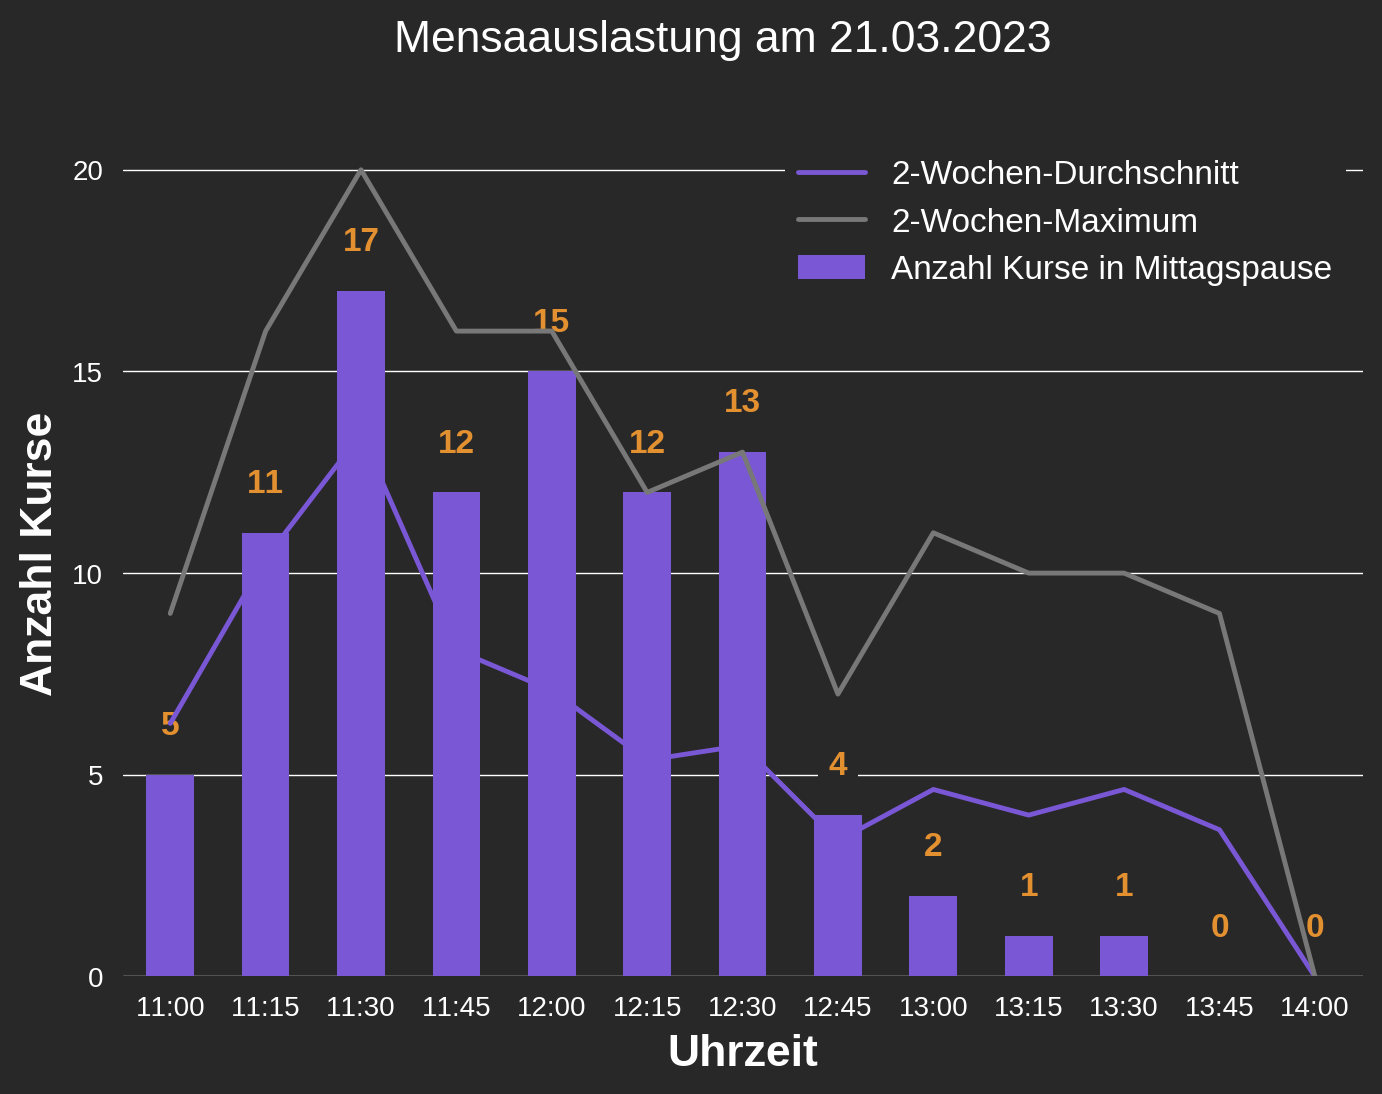 Mensaauslastung am 21.03.2023
2-Wochen-Durchschnitt
2-Wochen-Maximum
Anzahl Kurse in Mittagspause
Anzahl Kurse
20
15
10
5
0
5
11
17
12
15
12
13
4
2
1
1
0
0
11:00 11:15 11:30 11:45 12:00 12:15 12:30 12:45 13:00 13:15 13:30 13:45 14:00
Uhrzeit